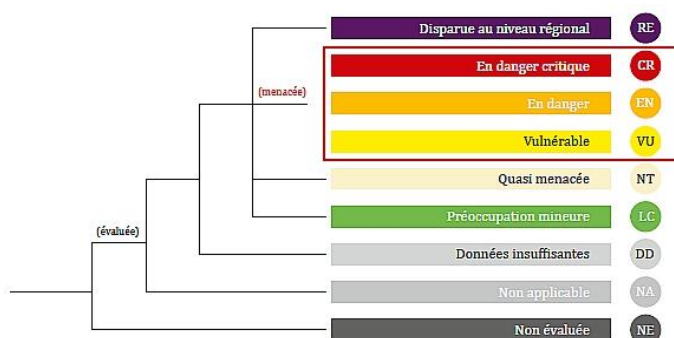 Disparue au niveau régional RE
En danger critique CR
(menacée)
En danger EN
Vulnérable VU
Quasi menacée NT
Préoccupation mineure LC
(évaluée)
Données insuffisantes DD
Non applicable NA
Non évaluée NE